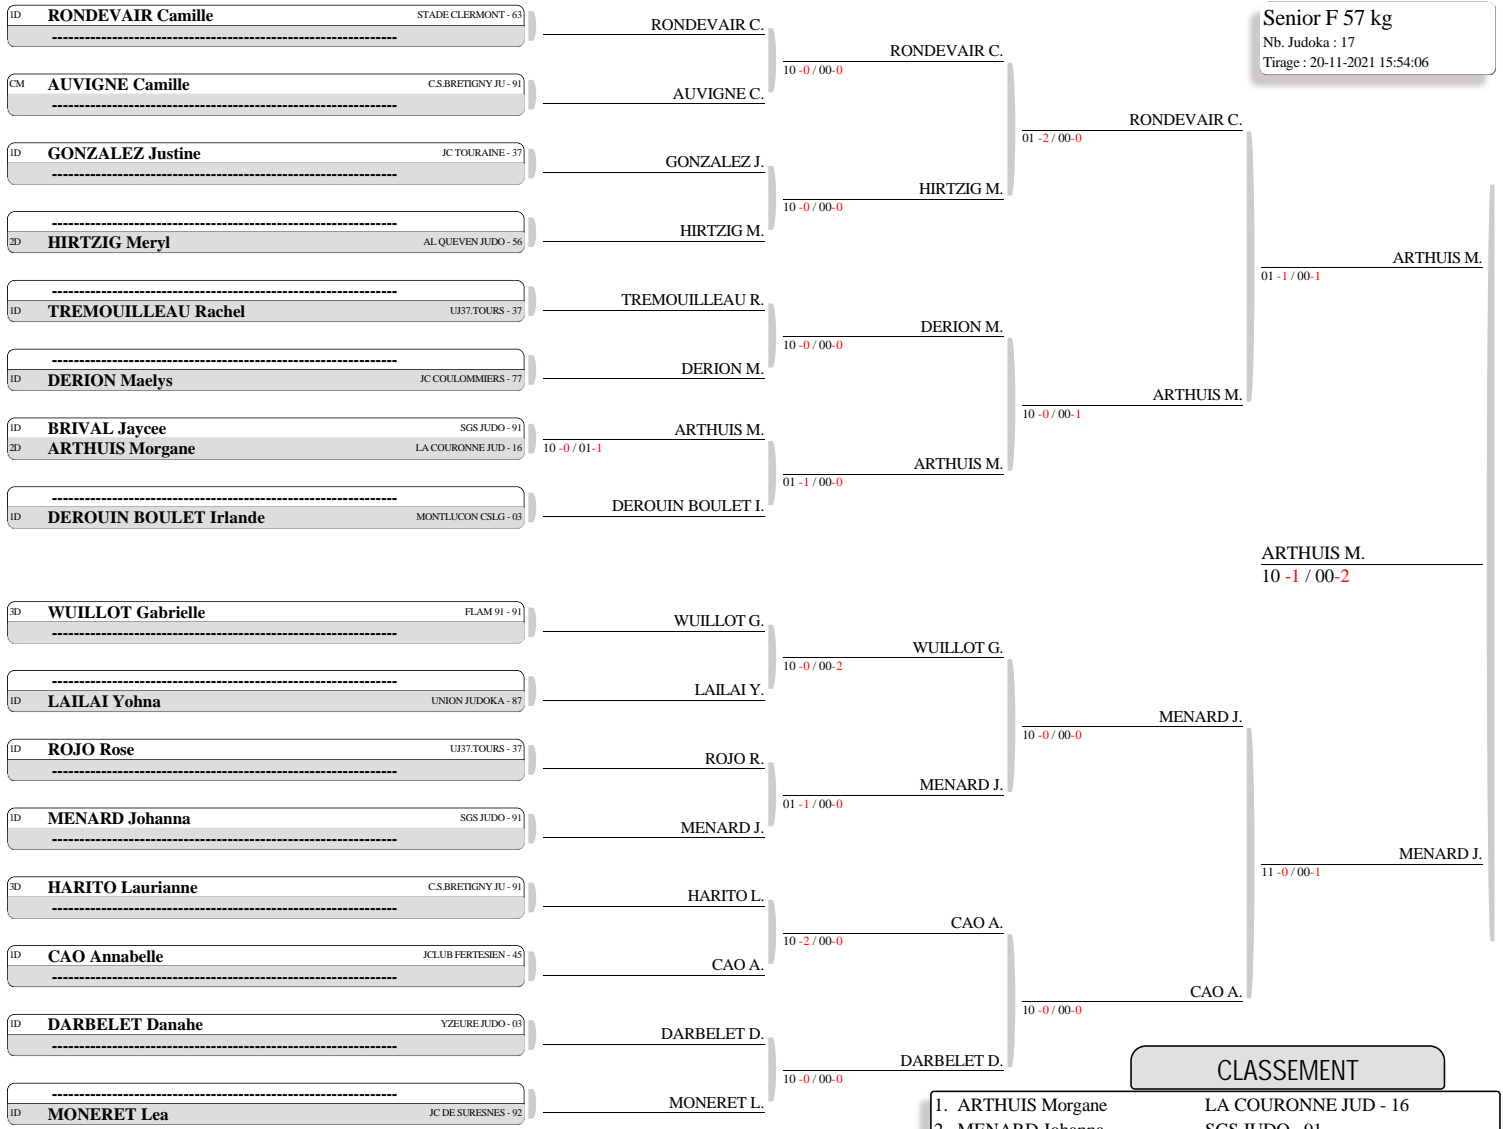 Senior F 57 kg
Nb. Judoka : 17
Tirage : 20-11-2021 15:54:06
1D RONDEVAIR Camille STADE CLERMONT - 63
------------------------------------------------------------------------------
CM AUVIGNE Camille C.S.BRETIGNY JU - 91
------------------------------------------------------------------------------
1D GONZALEZ Justine JC TOURAINE - 37
------------------------------------------------------------------------------
------------------------------------------------------------------------------
2D HIRTZIG Meryl AL QUEVEN JUDO - 56
------------------------------------------------------------------------------
1D TREMOUILLEAU Rachel UJ37.TOURS - 37
------------------------------------------------------------------------------
1D DERION Maelys JC COULOMMIERS - 77
1D BRIVAL Jaycee SGS JUDO - 91
2D ARTHUIS Morgane LA COURONNE JUD - 16
------------------------------------------------------------------------------
1D DEROUIN BOULET Irlande MONTLUCON CSLG - 03
3D WUILLOT Gabrielle FLAM 91 - 91
------------------------------------------------------------------------------
------------------------------------------------------------------------------
1D LAILAI Yohna UNION JUDOKA - 87
1D ROJO Rose UJ37.TOURS - 37
------------------------------------------------------------------------------
1D MENARD Johanna SGS JUDO - 91
------------------------------------------------------------------------------
3D HARITO Laurianne C.S.BRETIGNY JU - 91
------------------------------------------------------------------------------
1D CAO Annabelle JCLUB FERTESIEN - 45
------------------------------------------------------------------------------
1D DARBELET Danahe YZEURE JUDO - 03
------------------------------------------------------------------------------
------------------------------------------------------------------------------
1D MONERET Lea JC DE SURESNES - 92
RONDEVAIR C.
AUVIGNE C.
GONZALEZ J.
HIRTZIG M.
TREMOUILLEAU R.
DERION M.
ARTHUIS M.
10 -0 / 01-1
DEROUIN BOULET I.
WUILLOT G.
LAILAI Y.
ROJO R.
MENARD J.
HARITO L.
CAO A.
DARBELET D.
MONERET L.
RONDEVAIR C.
10 -0 / 00-0
HIRTZIG M.
10 -0 / 00-0
DERION M.
10 -0 / 00-0
ARTHUIS M.
01 -1 / 00-0
WUILLOT G.
10 -0 / 00-2
MENARD J.
01 -1 / 00-0
CAO A.
10 -2 / 00-0
DARBELET D.
10 -0 / 00-0
RONDEVAIR C.
01 -2 / 00-0
ARTHUIS M.
10 -0 / 00-1
MENARD J.
10 -0 / 00-0
CAO A.
10 -0 / 00-0
ARTHUIS M.
01 -1 / 00-1
MENARD J.
11 -0 / 00-1
ARTHUIS M.
10 -1 / 00-2
CLASSEMENT
1. ARTHUIS Morgane LA COURONNE JUD - 16
2. MENARD Johanna SGS JUDO - 91